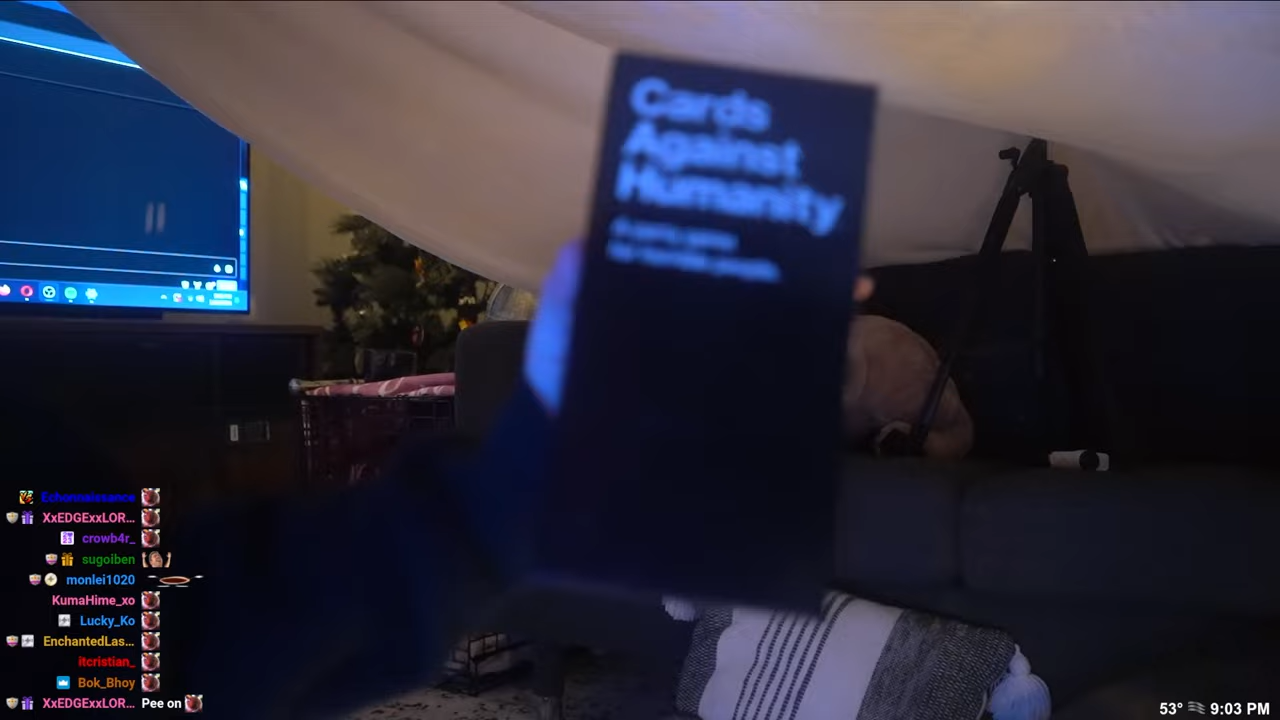 Cards
Against
Humanity
A party game
for horrible people.
Echonnaissance
XxEDGExxLOR...
crowb4r_
sugoiben
monlei1020
KumaHime_xo
Lucky_Ko
EnchantedLas...
itcristian_
Bok_Bhoy
XxEDGExxLOR... Pee on
53° 9:03 PM